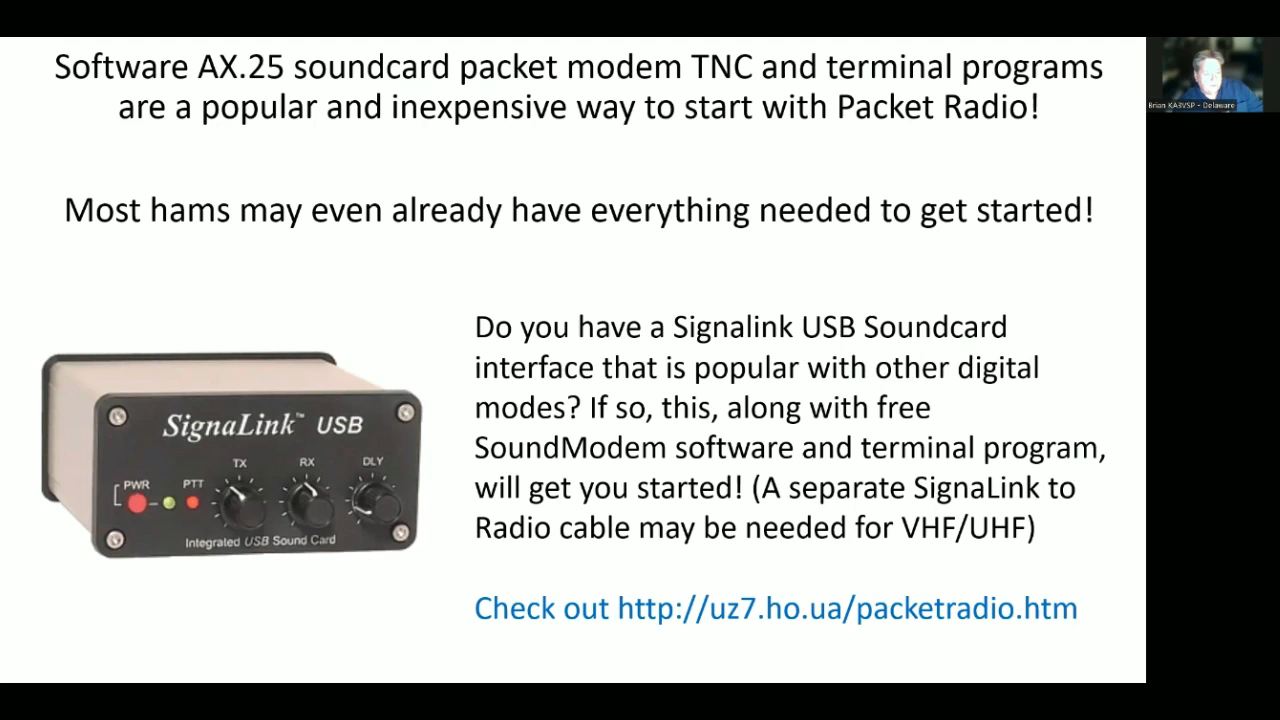 Software AX.25 soundcard packet modem TNC and terminal programs
are a popular and inexpensive way to start with Packet Radio!
Most hams may even already have everything needed to get started!
Do you have a Signalink USB Soundcard
interface that is popular with other digital
modes? If so, this, along with free
SoundModem software and terminal program,
will get you started! (A separate SignaLink to
Radio cable may be needed for VHF/UHF)
Check out http://uz7.ho.ua/packetradio.htm
SignaLink™ USB
TX RX DLY
PWR PTT
Integrated USB Sound Card
Brian KA3VSP - Delaware